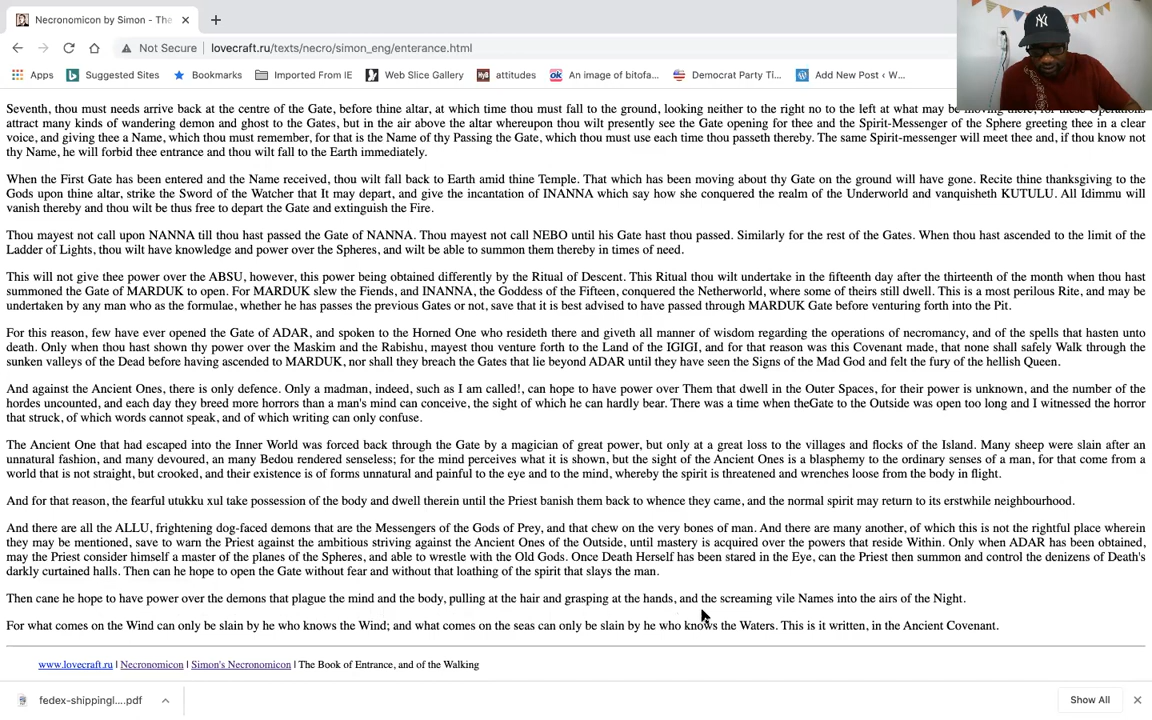 Necronomicon by Simon - The
Not Secure | lovecraft.ru/texts/necro/simon_eng/enterance.html
Apps Suggested Sites Bookmarks Imported From IE Web Slice Gallery HyB attitudes ok An image of bitofa... Democrat Party Ti... Add New Post ‹ W...
NY
Seventh, thou must needs arrive back at the centre of the Gate, before thine altar, at which time thou must fall to the ground, looking neither to the right no to the left at what may be moving there, for these Operations
attract many kinds of wandering demon and ghost to the Gates, but in the air above the altar whereupon thou wilt presently see the Gate opening for thee and the Spirit-Messenger of the Sphere greeting thee in a clear
voice, and giving thee a Name, which thou must remember, for that is the Name of thy Passing the Gate, which thou must use each time thou passeth thereby. The same Spirit-messenger will meet thee and, if thou know not
thy Name, he will forbid thee entrance and thou wilt fall to the Earth immediately.
When the First Gate has been entered and the Name received, thou wilt fall back to Earth amid thine Temple. That which has been moving about thy Gate on the ground will have gone. Recite thine thanksgiving to the
Gods upon thine altar, strike the Sword of the Watcher that It may depart, and give the incantation of INANNA which say how she conquered the realm of the Underworld and vanquisheth KUTULU. All Idimmu will
vanish thereby and thou wilt be thus free to depart the Gate and extinguish the Fire.
Thou mayest not call upon NANNA till thou hast passed the Gate of NANNA. Thou mayest not call NEBO until his Gate hast thou passed. Similarly for the rest of the Gates. When thou hast ascended to the limit of the
Ladder of Lights, thou wilt have knowledge and power over the Spheres, and wilt be able to summon them thereby in times of need.
This will not give thee power over the ABSU, however, this power being obtained differently by the Ritual of Descent. This Ritual thou wilt undertake in the fifteenth day after the thirteenth of the month when thou hast
summoned the Gate of MARDUK to open. For MARDUK slew the Fiends, and INANNA, the Goddess of the Fifteen, conquered the Netherworld, where some of theirs still dwell. This is a most perilous Rite, and may be
undertaken by any man who as the formulae, whether he has passes the previous Gates or not, save that it is best advised to have passed through MARDUK Gate before venturing forth into the Pit.
For this reason, few have ever opened the Gate of ADAR, and spoken to the Horned One who resideth there and giveth all manner of wisdom regarding the operations of necromancy, and of the spells that hasten unto
death. Only when thou hast shown thy power over the Maskim and the Rabishu, mayest thou venture forth to the Land of the IGIGI, and for that reason was this Covenant made, that none shall safely Walk through the
sunken valleys of the Dead before having ascended to MARDUK, nor shall they breach the Gates that lie beyond ADAR until they have seen the Signs of the Mad God and felt the fury of the hellish Queen.
And against the Ancient Ones, there is only defence. Only a madman, indeed, such as I am called!, can hope to have power over Them that dwell in the Outer Spaces, for their power is unknown, and the number of the
hordes uncounted, and each day they breed more horrors than a man's mind can conceive, the sight of which he can hardly bear. There was a time when theGate to the Outside was open too long and I witnessed the horror
that struck, of which words cannot speak, and of which writing can only confuse.
The Ancient One that had escaped into the Inner World was forced back through the Gate by a magician of great power, but only at a great loss to the villages and flocks of the Island. Many sheep were slain after an
unnatural fashion, and many devoured, an many Bedou rendered senseless; for the mind perceives what it is shown, but the sight of the Ancient Ones is a blasphemy to the ordinary senses of a man, for that come from a
world that is not straight, but crooked, and their existence is of forms unnatural and painful to the eye and to the mind, whereby the spirit is threatened and wrenches loose from the body in flight.
And for that reason, the fearful utukku xul take possession of the body and dwell therein until the Priest banish them back to whence they came, and the normal spirit may return to its erstwhile neighbourhood.
And there are all the ALLU, frightening dog-faced demons that are the Messengers of the Gods of Prey, and that chew on the very bones of man. And there are many another, of which this is not the rightful place wherein
they may be mentioned, save to warn the Priest against the ambitious striving against the Ancient Ones of the Outside, until mastery is acquired over the powers that reside Within. Only when ADAR has been obtained,
may the Priest consider himself a master of the planes of the Spheres, and able to wrestle with the Old Gods. Once Death Herself has been stared in the Eye, can the Priest then summon and control the denizens of Death's
darkly curtained halls. Then can he hope to open the Gate without fear and without that loathing of the spirit that slays the man.
Then cane he hope to have power over the demons that plague the mind and the body, pulling at the hair and grasping at the hands, and the screaming vile Names into the airs of the Night.
For what comes on the Wind can only be slain by he who knows the Wind; and what comes on the seas can only be slain by he who knows the Waters. This is it written, in the Ancient Covenant.
www.lovecraft.ru | Necronomicon | Simon's Necronomicon | The Book of Entrance, and of the Walking
fedex-shippingl....pdf
Show All